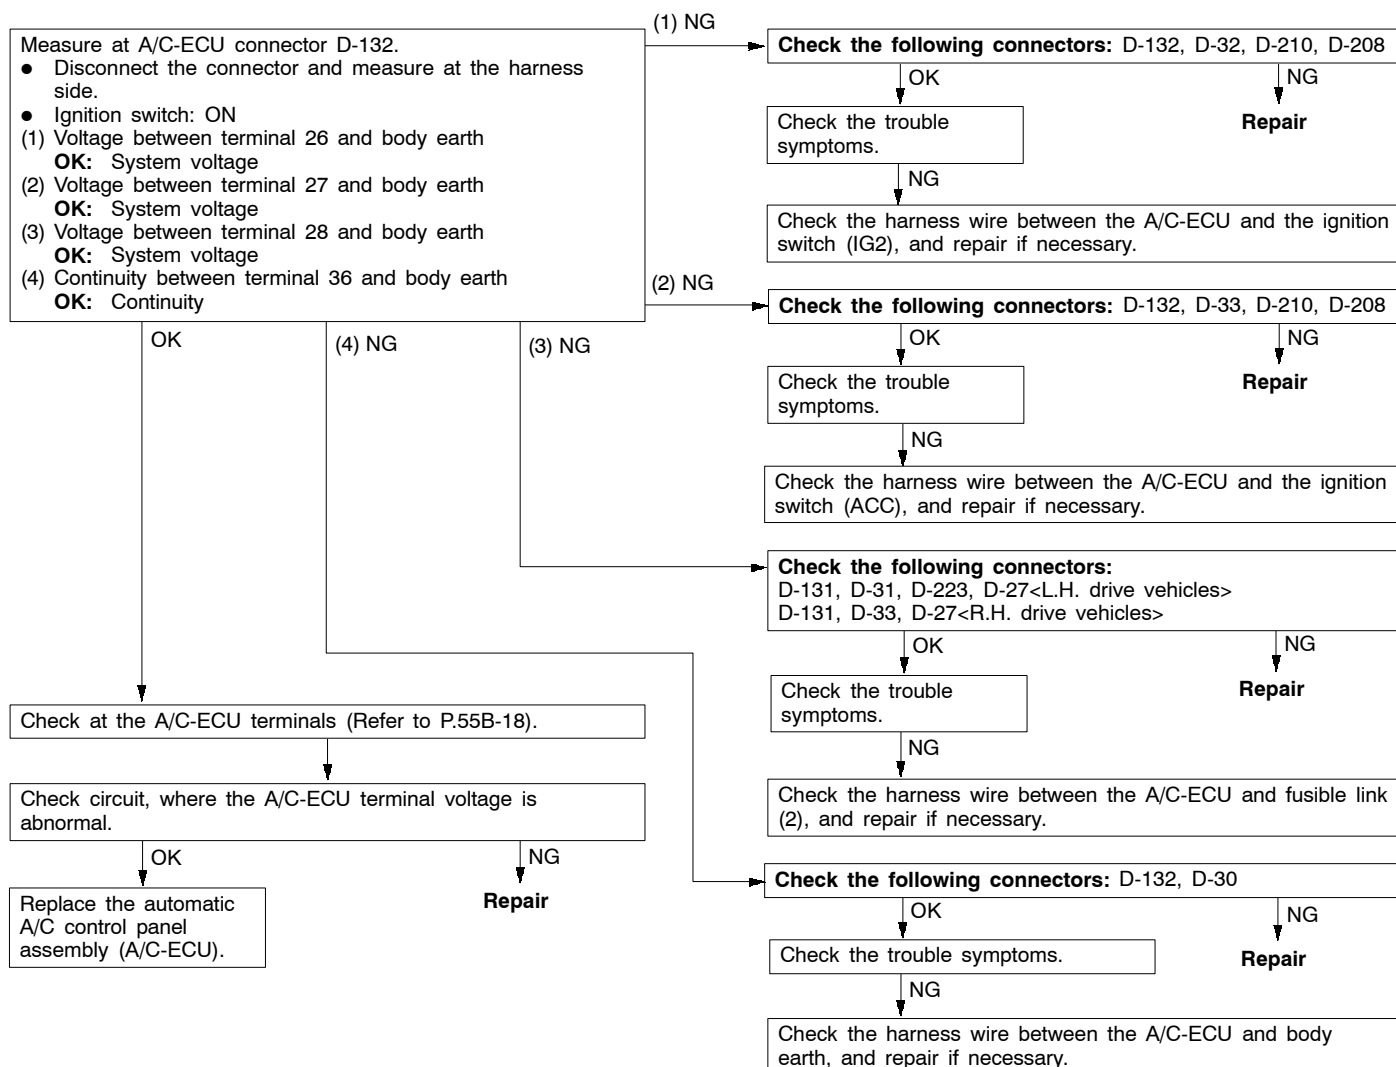 Measure at A/C-ECU connector D-132.
● Disconnect the connector and measure at the harness
side.
● Ignition switch: ON
(1) Voltage between terminal 26 and body earth
OK: System voltage
(2) Voltage between terminal 27 and body earth
OK: System voltage
(3) Voltage between terminal 28 and body earth
OK: System voltage
(4) Continuity between terminal 36 and body earth
OK: Continuity
(1) NG
Check the following connectors: D-132, D-32, D-210, D-208
OK
NG
Check the trouble
symptoms.
Repair
NG
Check the harness wire between the A/C-ECU and the ignition
switch (IG2), and repair if necessary.
(2) NG
Check the following connectors: D-132, D-33, D-210, D-208
OK
NG
Check the trouble
symptoms.
Repair
NG
Check the harness wire between the A/C-ECU and the ignition
switch (ACC), and repair if necessary.
OK
(4) NG
(3) NG
Check the following connectors:
D-131, D-31, D-223, D-27<L.H. drive vehicles>
D-131, D-33, D-27<R.H. drive vehicles>
OK
NG
Check the trouble
symptoms.
Repair
NG
Check the harness wire between the A/C-ECU and fusible link
(2), and repair if necessary.
Check at the A/C-ECU terminals (Refer to P.55B-18).
Check circuit, where the A/C-ECU terminal voltage is
abnormal.
OK
NG
Replace the automatic
A/C control panel
assembly (A/C-ECU).
Repair
Check the following connectors: D-132, D-30
OK
NG
Check the trouble symptoms.
Repair
NG
Check the harness wire between the A/C-ECU and body
earth, and repair if necessary.